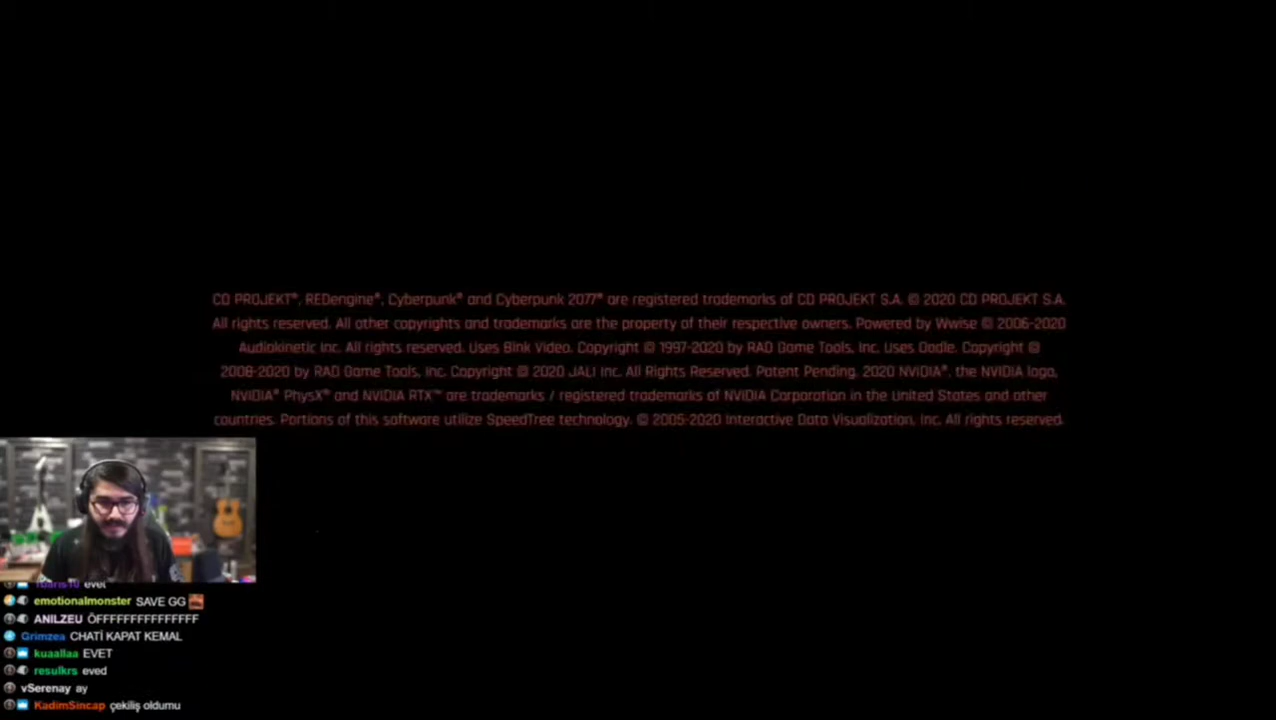 CD PROJEKT®, REDengine®, Cyberpunk® and Cyberpunk 2077® are registered trademarks of CD PROJEKT S.A. © 2020 CD PROJEKT S.A.
All rights reserved. All other copyrights and trademarks are the property of their respective owners. Powered by Wwise © 2006-2020
Audiokinetic Inc. All rights reserved. Uses Bink Video. Copyright © 1997-2020 by RAD Game Tools, Inc. Uses Oodle. Copyright ©
2008-2020 by RAD Game Tools, Inc. Copyright © 2020 JALI Inc. All Rights Reserved. Patent Pending. 2020 NVIDIA®, the NVIDIA logo,
NVIDIA® PhysX® and NVIDIA RTX™ are trademarks / registered trademarks of NVIDIA Corporation in the United States and other
countries. Portions of this software utilize SpeedTree technology. © 2005-2020 Interactive Data Visualization, Inc. All rights reserved.
evet
emotionalmonster SAVE GG
ANILZEU ÖFFFFFFFFFFFFFFF
Grimzea CHATİ KAPAT KEMAL
kuaallaa EVET
resulkrs eved
vSerenay ay
KadimSincap çekiliş oldumu